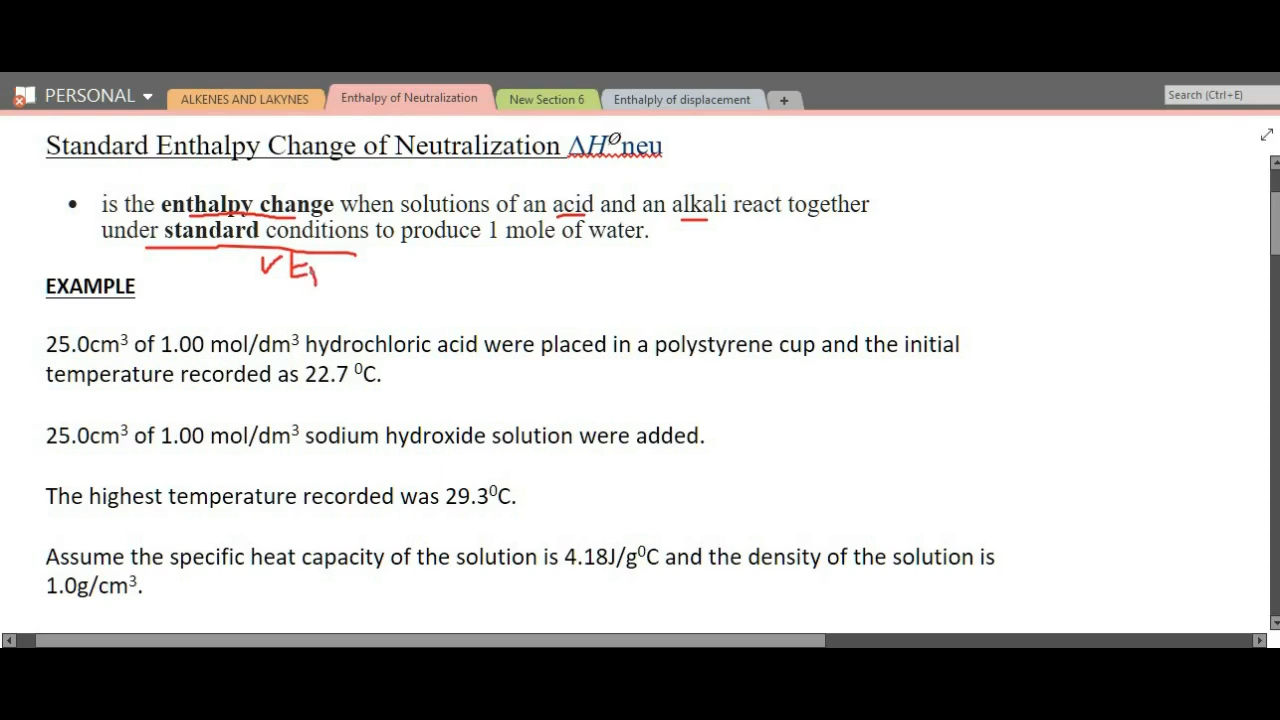 PERSONAL
ALKENES AND LAKYNES
Enthalpy of Neutralization
New Section 6
Enthalply of displacement
+
Search (Ctrl+E)
Standard Enthalpy Change of Neutralization ΔH⁰neu
• is the enthalpy change when solutions of an acid and an alkali react together
under standard conditions to produce 1 mole of water.
EXAMPLE
25.0cm³ of 1.00 mol/dm³ hydrochloric acid were placed in a polystyrene cup and the initial
temperature recorded as 22.7 ⁰C.
25.0cm³ of 1.00 mol/dm³ sodium hydroxide solution were added.
The highest temperature recorded was 29.3⁰C.
Assume the specific heat capacity of the solution is 4.18J/g⁰C and the density of the solution is
1.0g/cm³.